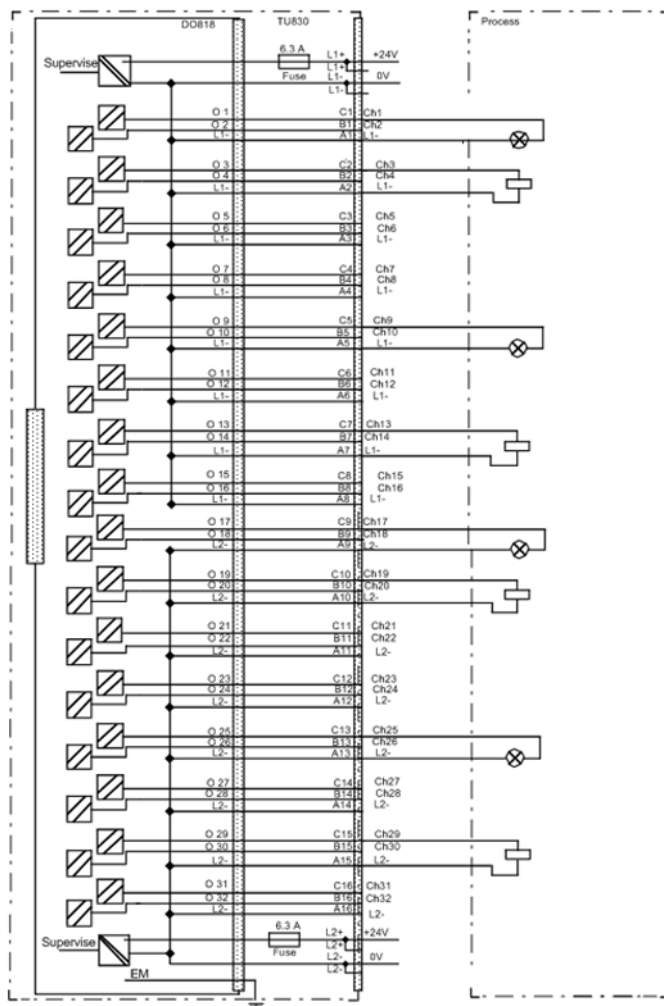 DO818 TU830 Process
6.3 A L1+ +24V
Supervise L1+
Fuse L1- 0V
L1-
O 1 C1 Ch1
O 2 B1 Ch2
L1- A1 L1-
O 3 C2 Ch3
O 4 B2 Ch4
L1- A2 L1-
O 5 C3 Ch5
O 6 B3 Ch6
L1- A3 L1-
O 7 C4 Ch7
O 8 B4 Ch8
L1- A4 L1-
O 9 C5 Ch9
O 10 B5 Ch10
L1- A5 L1-
O 11 C6 Ch11
O 12 B6 Ch12
L1- A6 L1-
O 13 C7 Ch13
O 14 B7 Ch14
L1- A7 L1-
O 15 C8 Ch15
O 16 B8 Ch16
L1- A8 L1-
O 17 C9 Ch17
O 18 B9 Ch18
L2- A9 L2-
O 19 C10 Ch19
O 20 B10 Ch20
L2- A10 L2-
O 21 C11 Ch21
O 22 B11 Ch22
L2- A11 L2-
O 23 C12 Ch23
O 24 B12 Ch24
L2- A12 L2-
O 25 C13 Ch25
O 26 B13 Ch26
L2- A13 L2-
O 27 C14 Ch27
O 28 B14 Ch28
L2- A14 L2-
O 29 C15 Ch29
O 30 B15 Ch30
L2- A15 L2-
O 31 C16 Ch31
O 32 B16 Ch32
L2- A16 L2-
6.3 A L2+ +24V
Supervise L2+
Fuse L2- 0V
L2-
EM